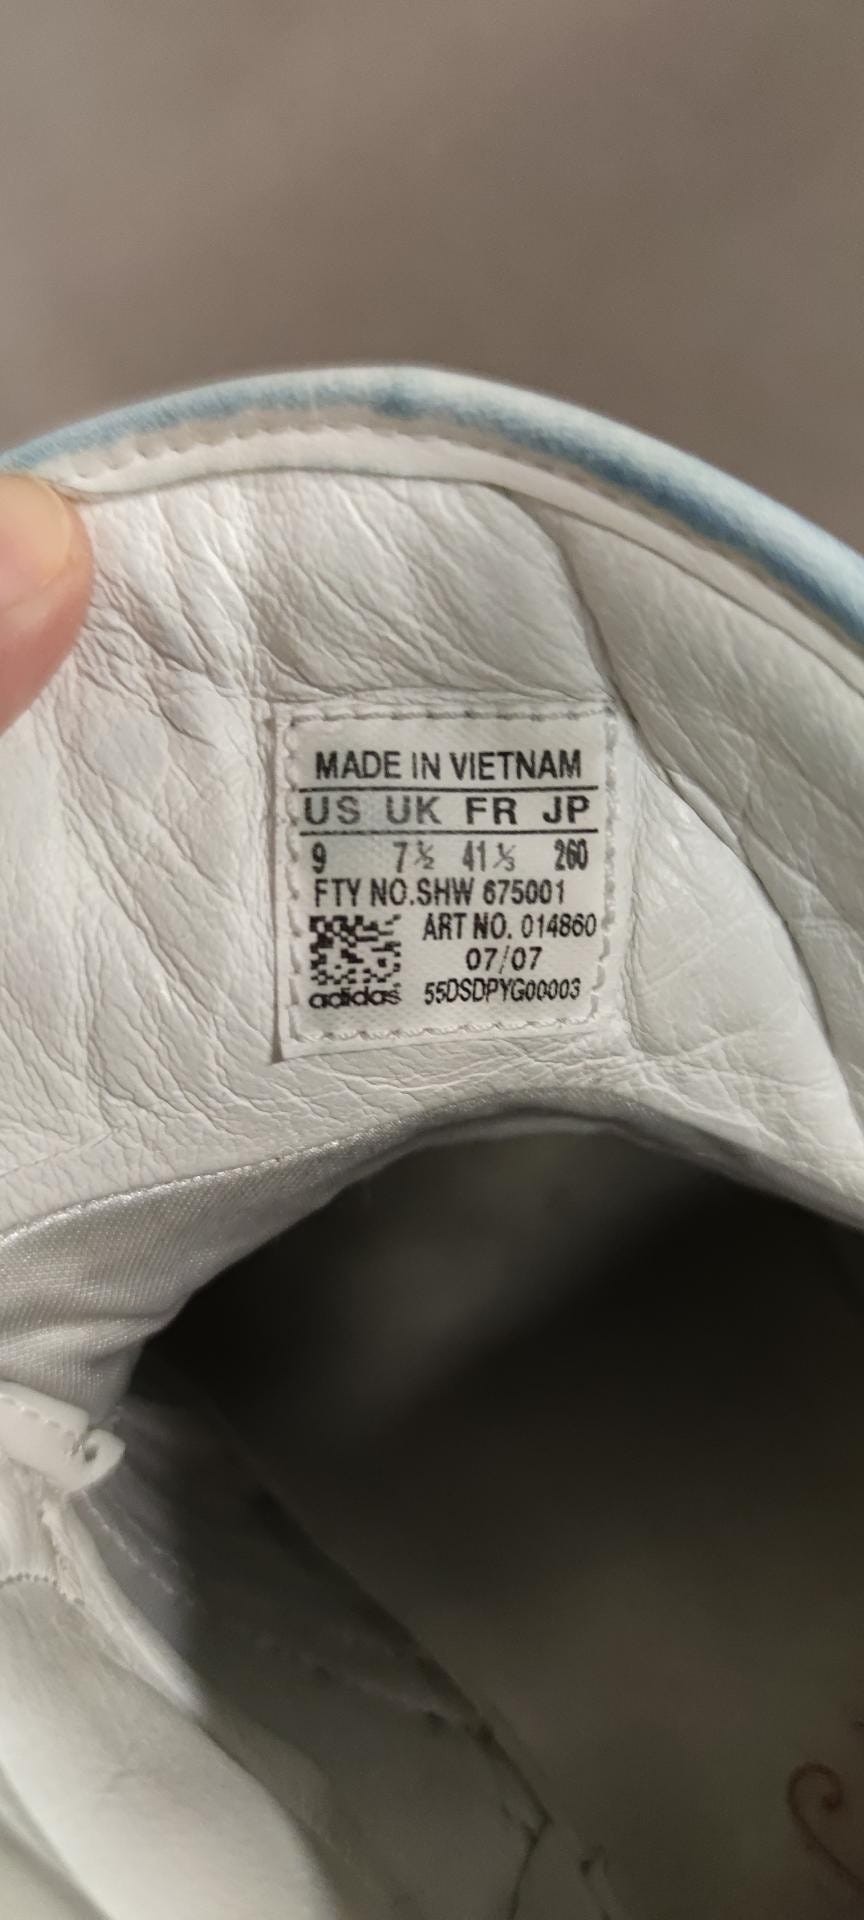 MADE IN VIETNAM
US UK FR JP
9 7½ 41⅓ 260
FTY NO.SHW 675001
ART NO. 014860
07/07
adidas 55DSDPYG00003